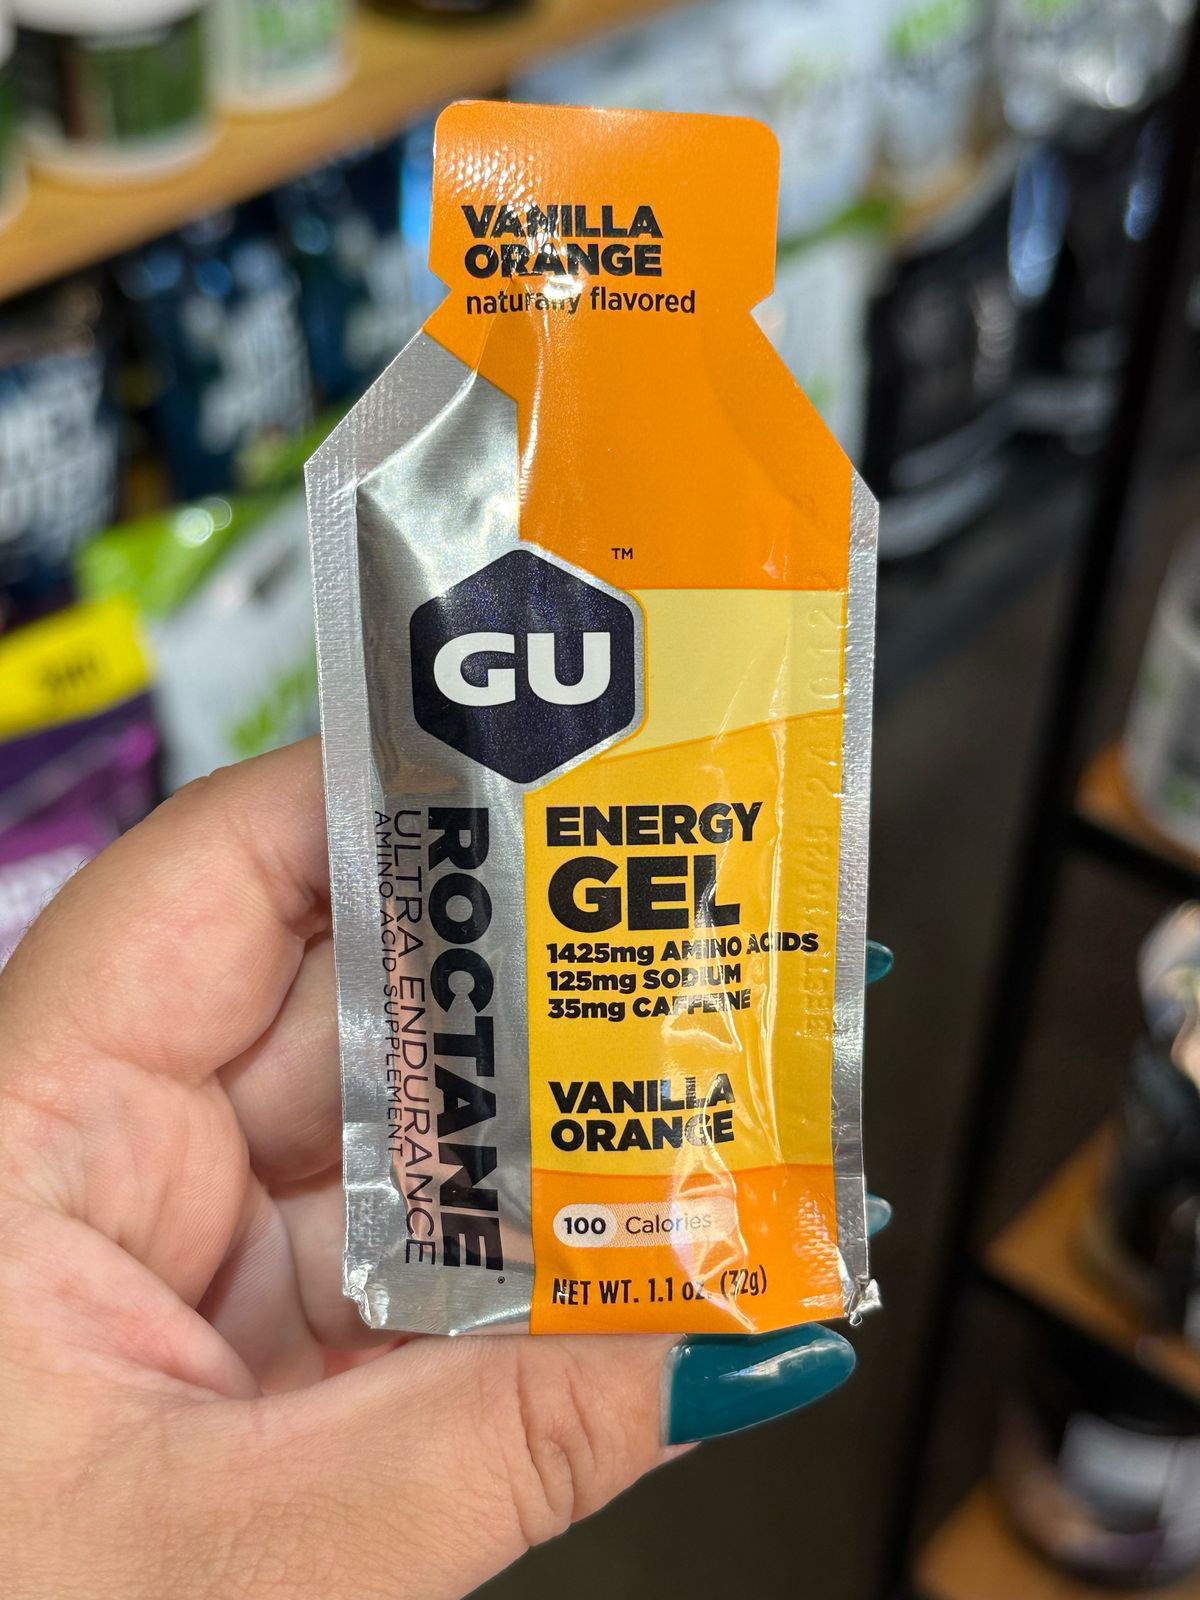 VANILLA
ORANGE
naturally flavored
TM
GU
ROCTANE
ULTRA ENDURANCE
AMINO ACID SUPPLEMENT
ENERGY
GEL
1425mg AMINO ACIDS
125mg SODIUM
35mg CAFFEINE
VANILLA
ORANGE
100 Calories
NET WT. 1.1 oz. (32g)